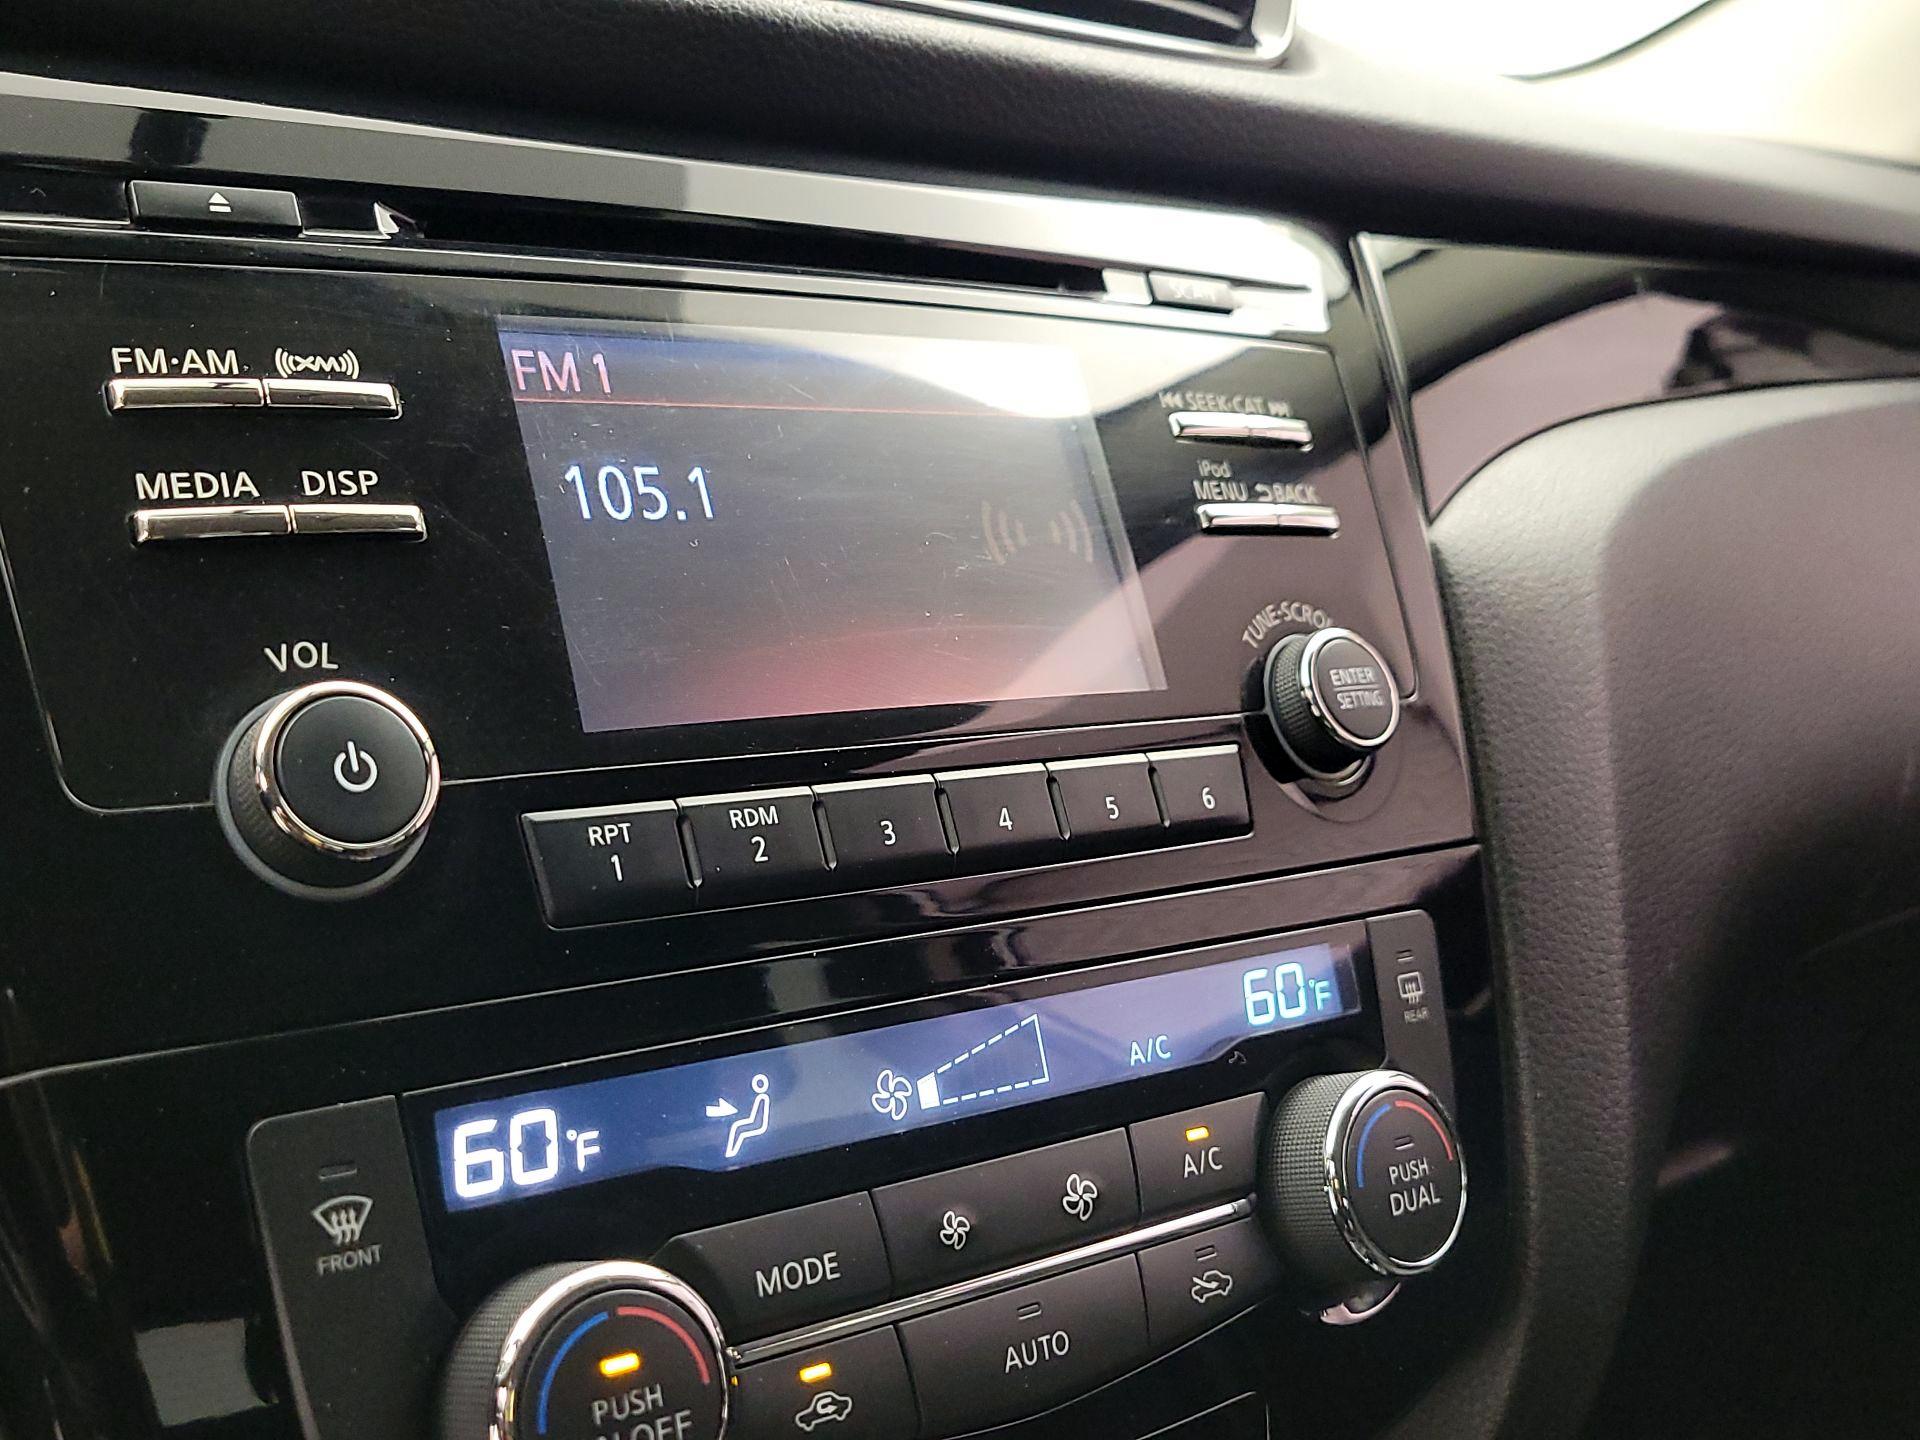 SCAN
FM·AM
XM
FM 1
SEEK·CAT
MEDIA
DISP
105.1
iPod
MENU
BACK
VOL
TUNE·SCROLL
ENTER
SETTING
RPT
1
RDM
2
3
4
5
6
60°F
A/C
60°F
REAR
FRONT
MODE
A/C
PUSH
DUAL
AUTO
PUSH